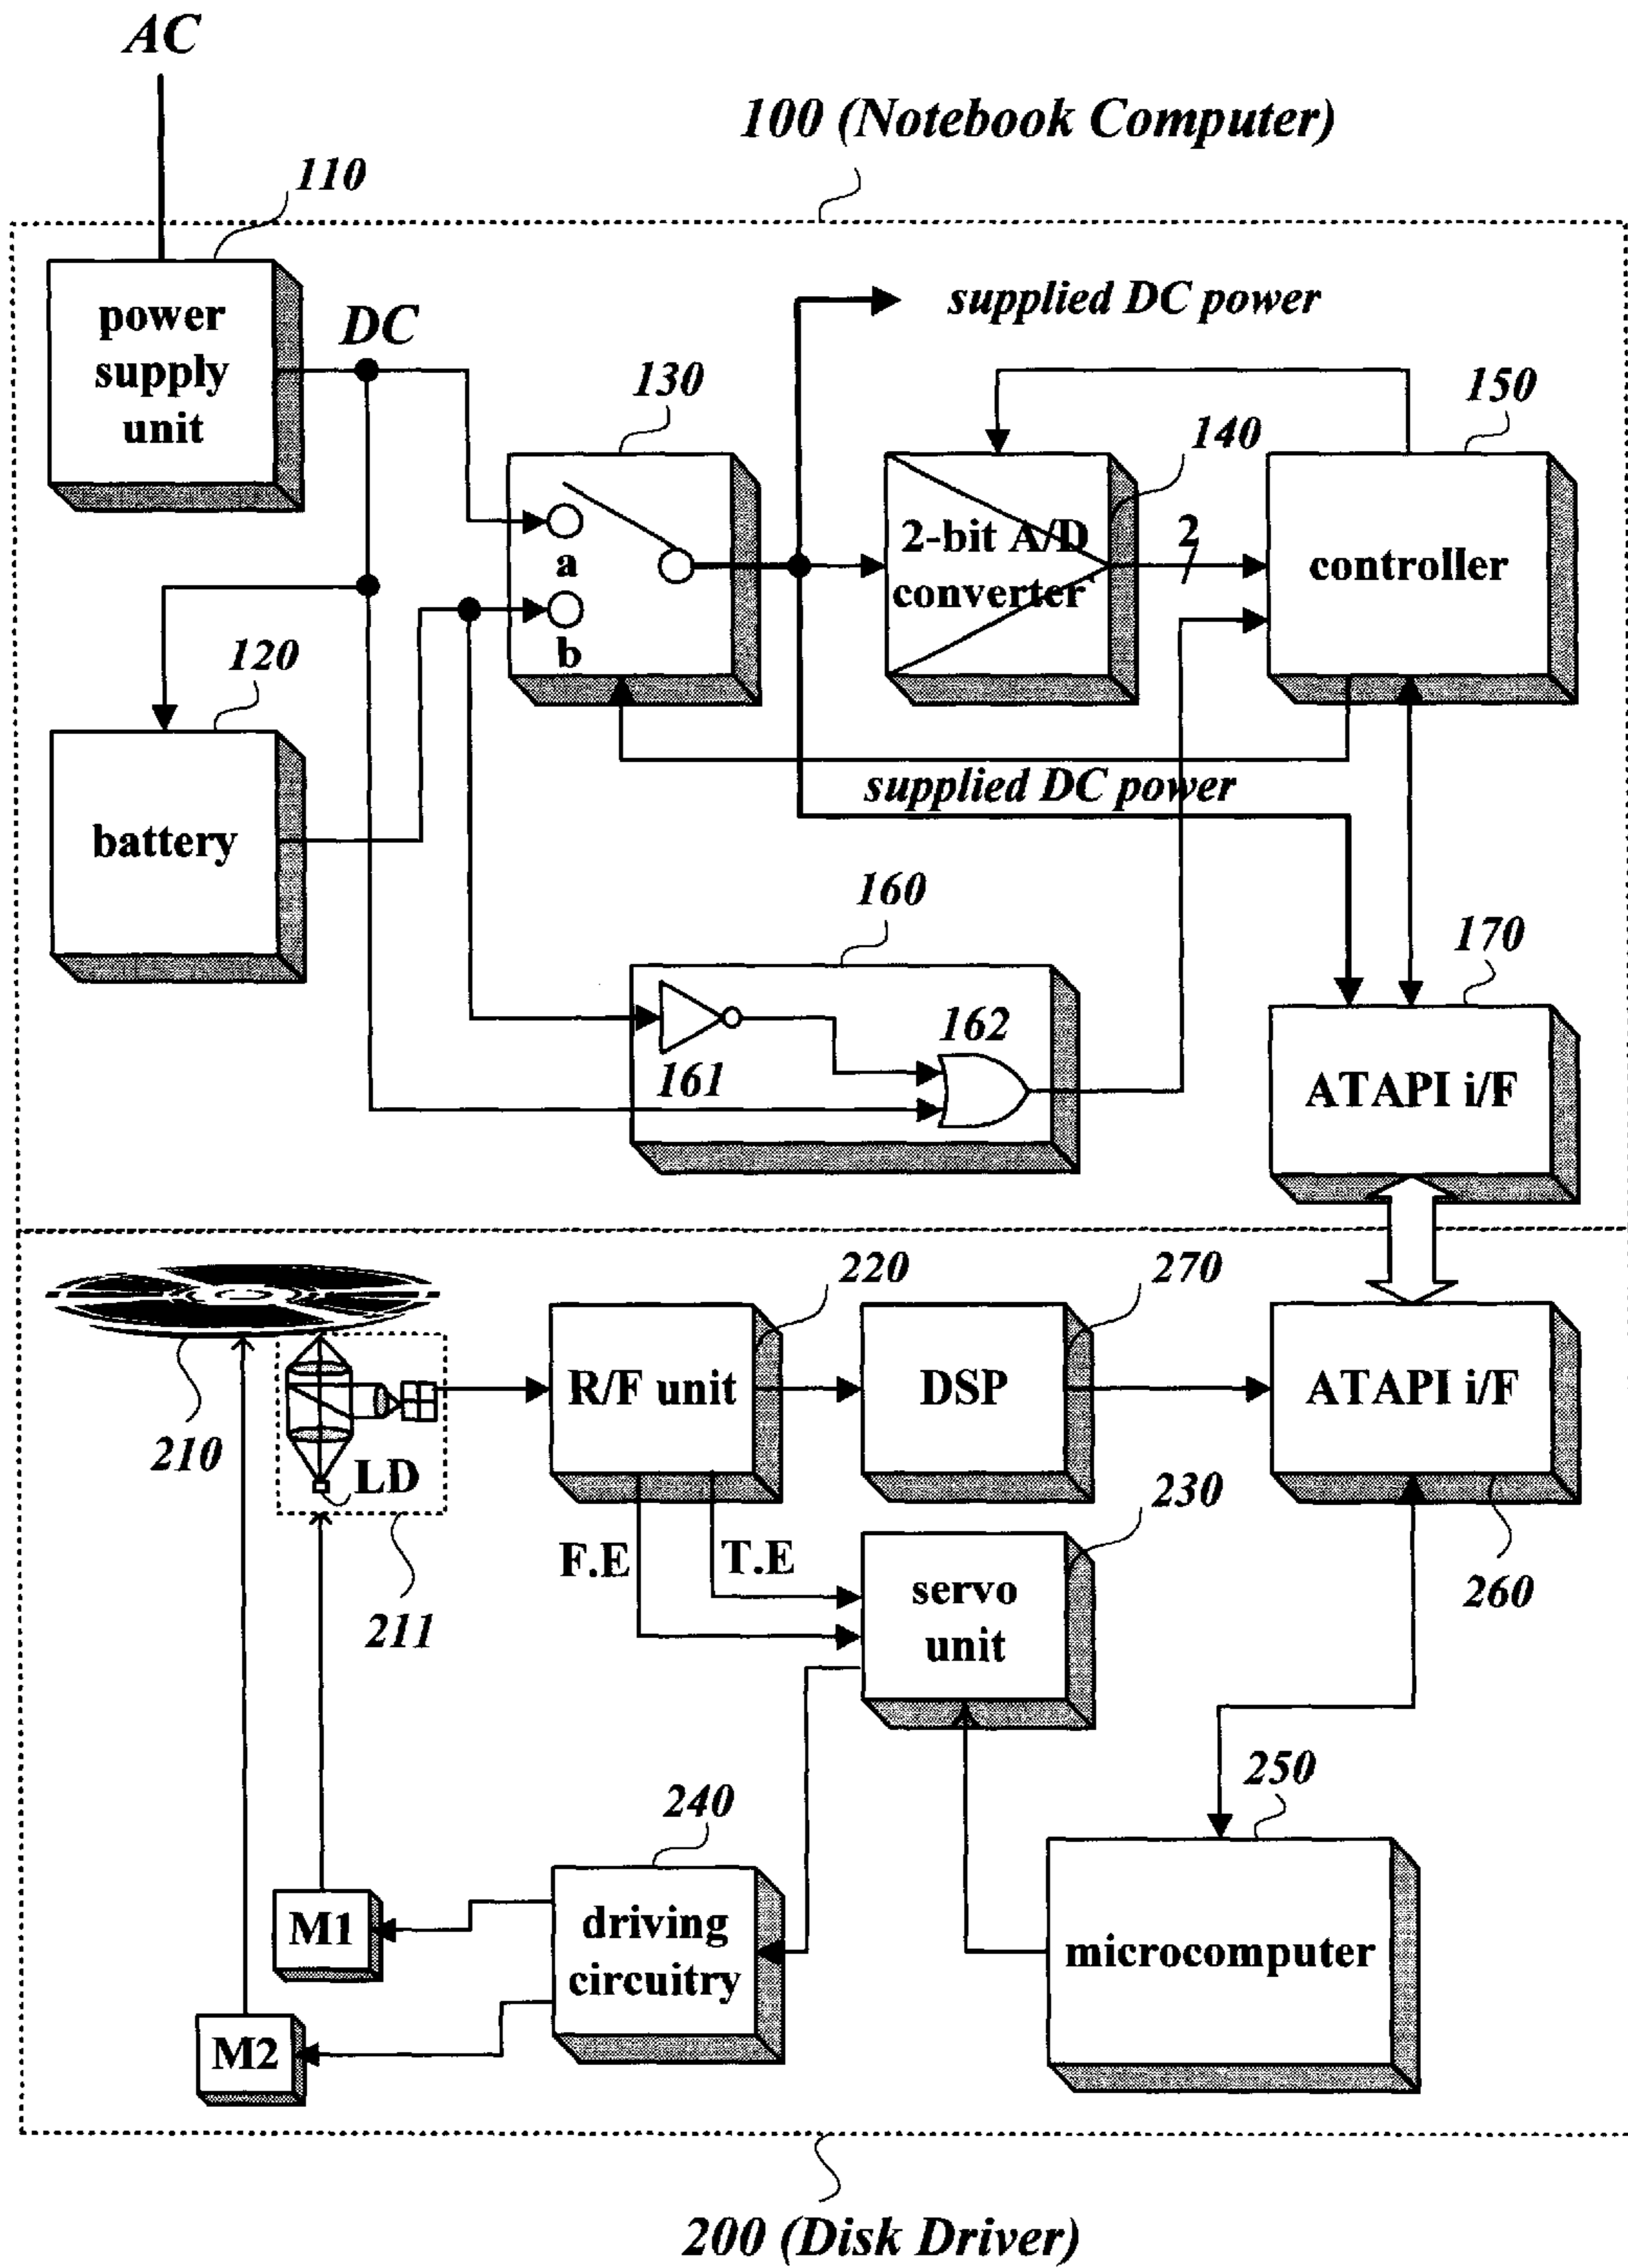 AC
100 (Notebook Computer)
110
power
supply
unit
DC
supplied DC power
130
150
140
a
b
2-bit A/D
converter
2
controller
120
battery
supplied DC power
160
170
161
162
ATAPI i/F
220
270
210
LD
211
R/F unit
DSP
ATAPI i/F
230
F.E
T.E
servo
unit
260
250
240
M1
driving
circuitry
microcomputer
M2
200 (Disk Driver)